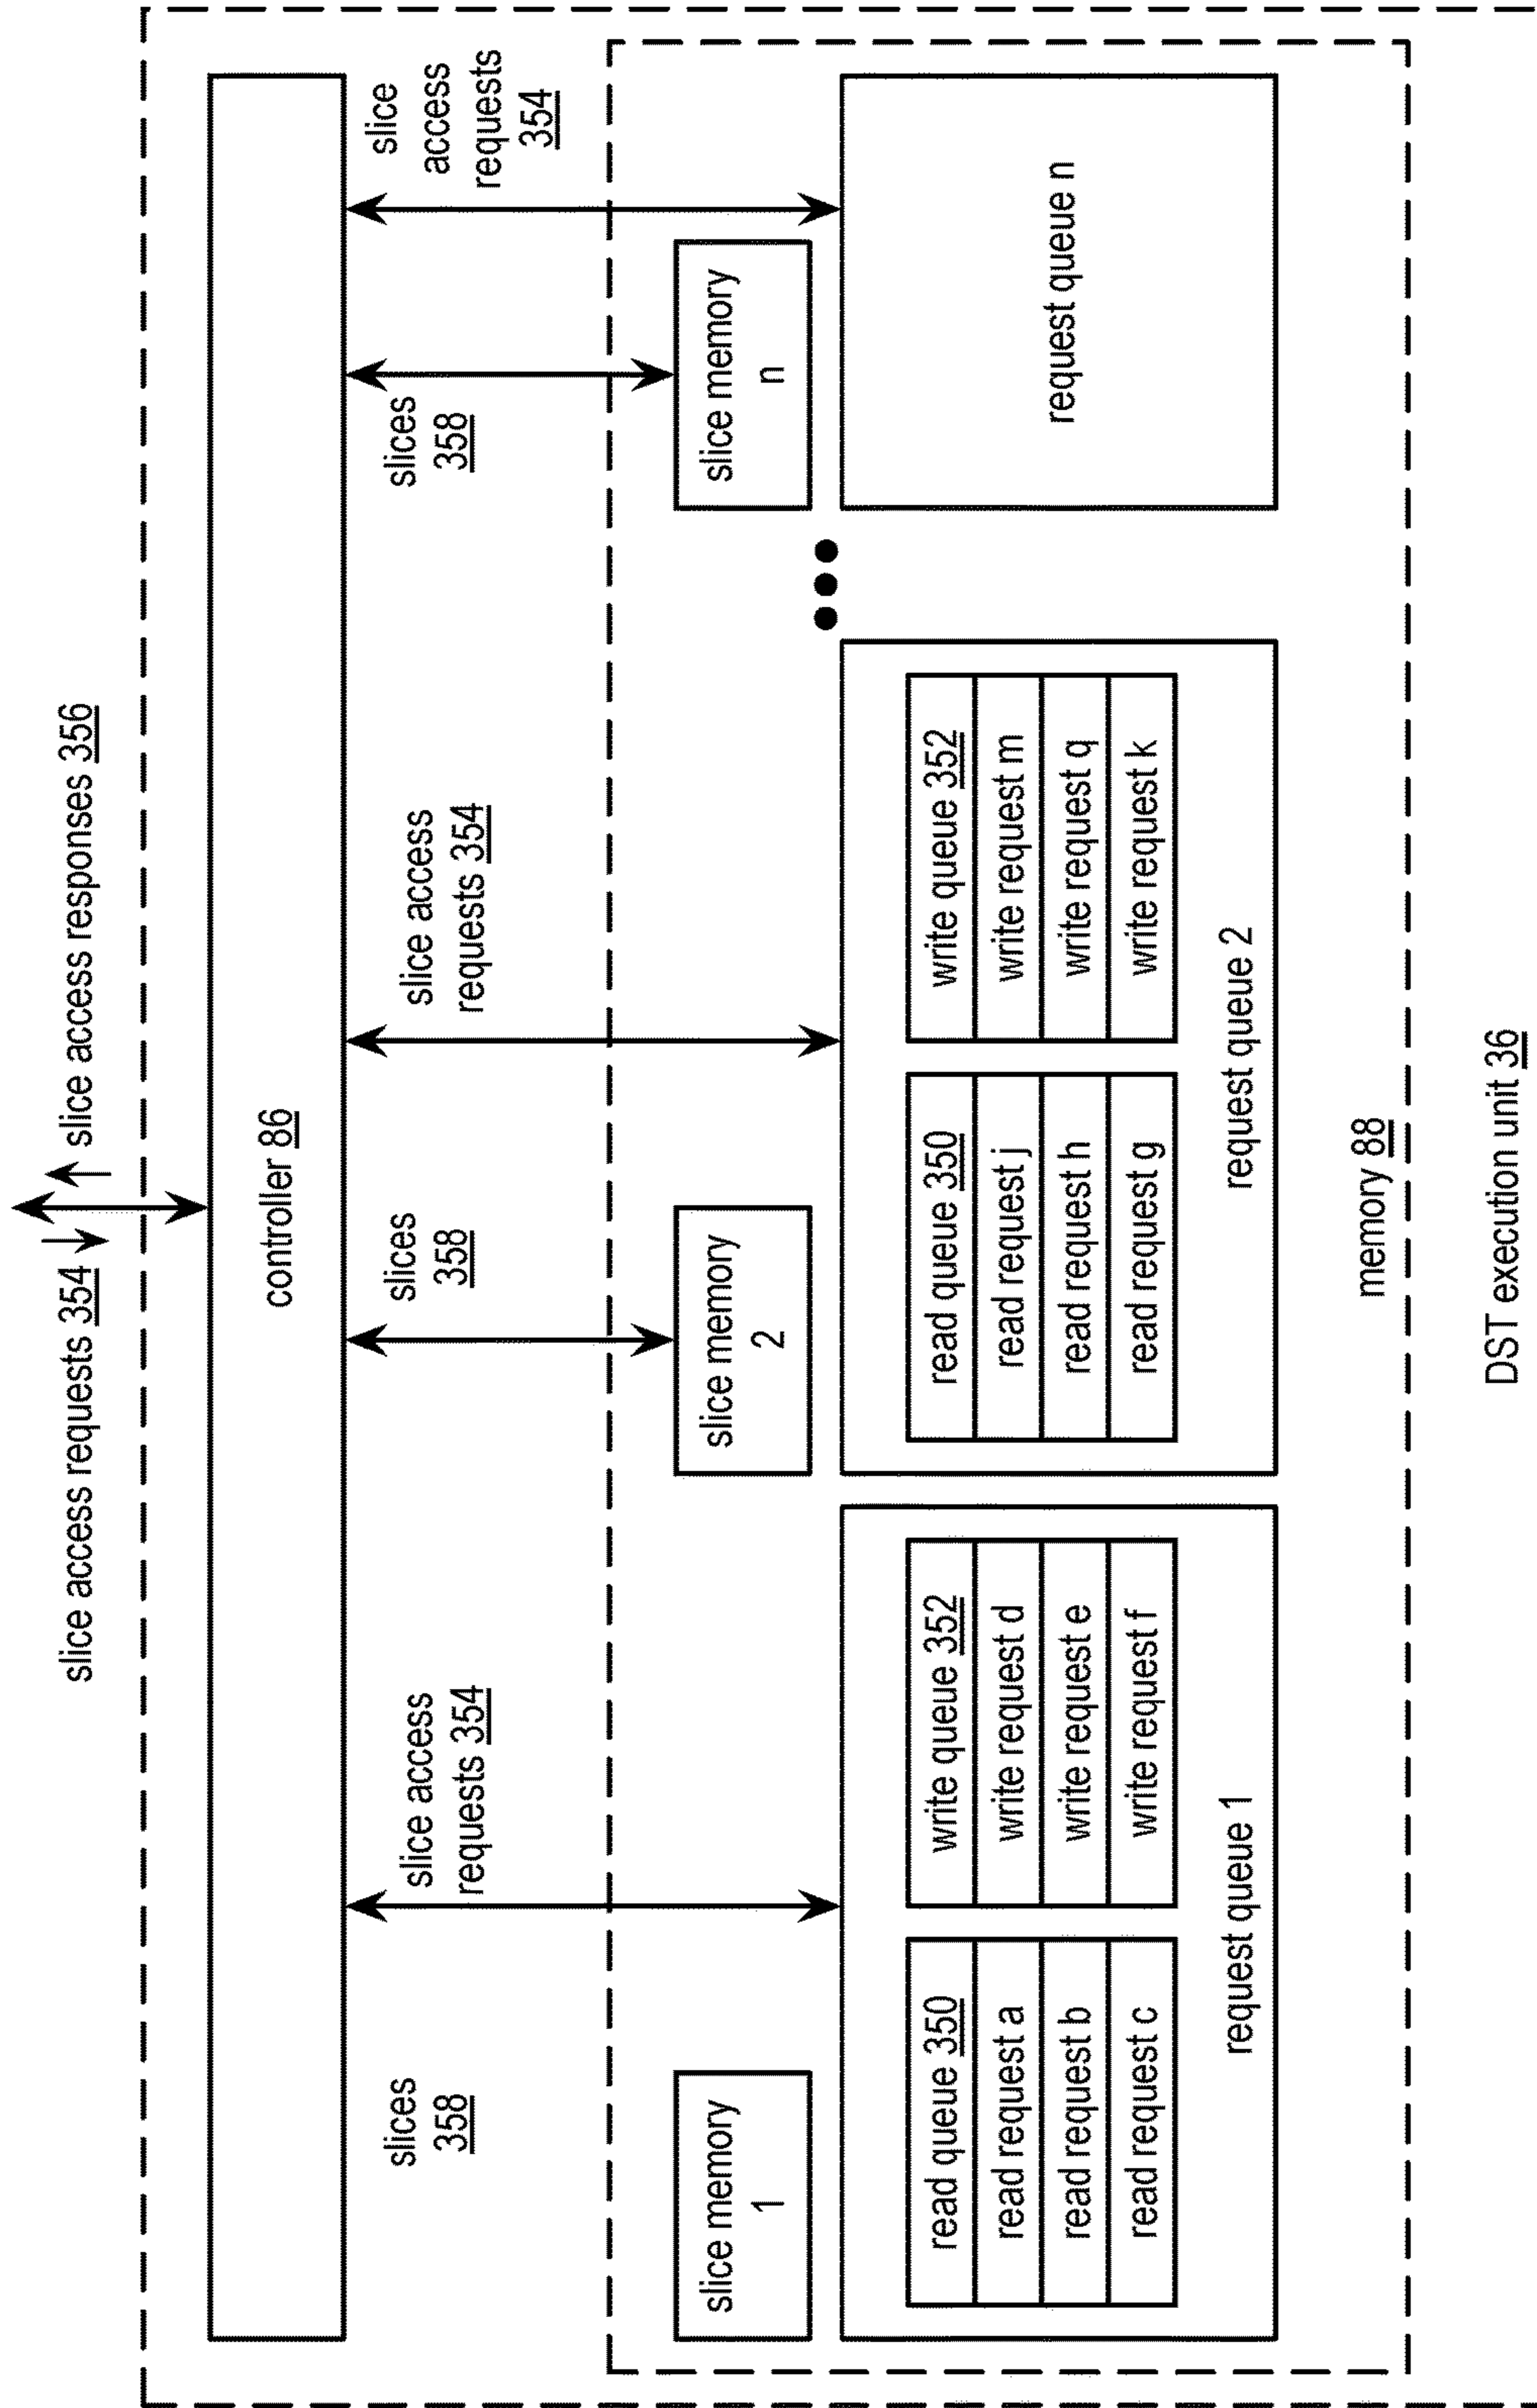 slice access requests 354
slice access responses 356
controller 86
slices
358
slice access
requests 354
slices
358
slice access
requests 354
slices
358
slice
access
requests
354
slice memory
1
slice memory
2
slice memory
n
read queue 350
read request a
read request b
read request c
write queue 352
write request d
write request e
write request f
request queue 1
read queue 350
read request j
read request h
read request g
write queue 352
write request m
write request q
write request k
request queue 2
request queue n
memory 88
DST execution unit 36